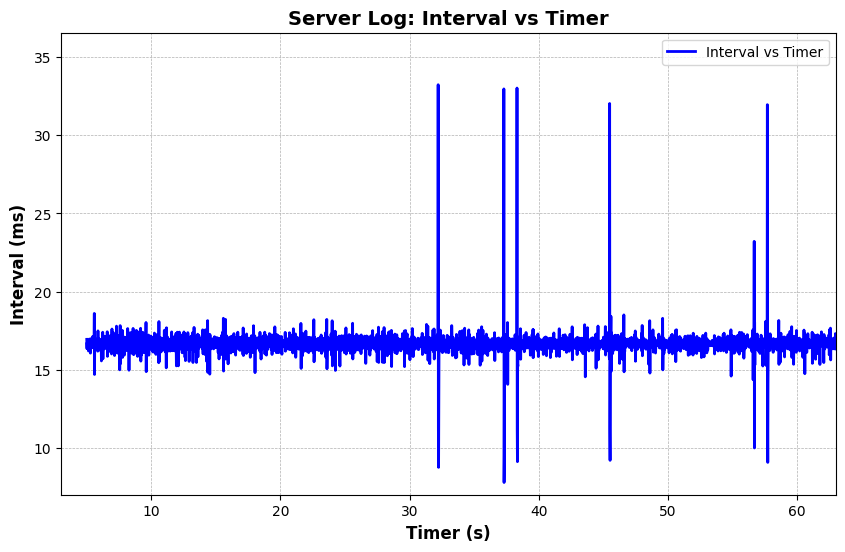 Server Log: Interval vs Timer
Interval vs Timer
35
30
25
20
15
10
Interval (ms)
10 20 30 40 50 60
Timer (s)